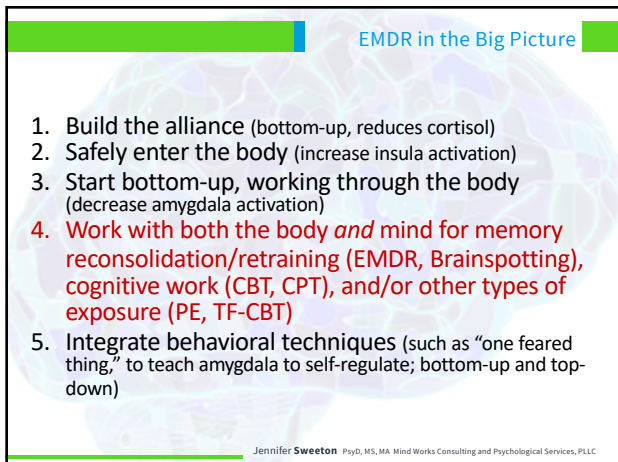 EMDR in the Big Picture
1. Build the alliance (bottom-up, reduces cortisol)
2. Safely enter the body (increase insula activation)
3. Start bottom-up, working through the body
(decrease amygdala activation)
4. Work with both the body and mind for memory
reconsolidation/retraining (EMDR, Brainspotting),
cognitive work (CBT, CPT), and/or other types of
exposure (PE, TF-CBT)
5. Integrate behavioral techniques (such as “one feared
thing,” to teach amygdala to self-regulate; bottom-up and top-
down)
Jennifer Sweeton PsyD, MS, MA Mind Works Consulting and Psychological Services, PLLC